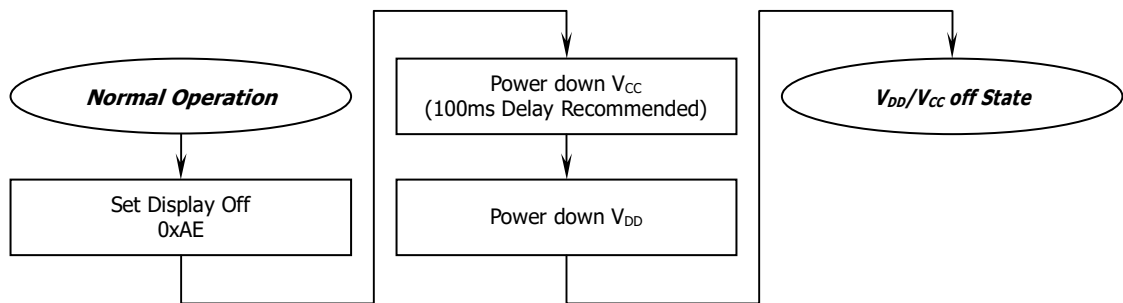 Normal Operation
Set Display Off
0xAE
Power down VCC
(100ms Delay Recommended)
Power down VDD
VDD/VCC off State